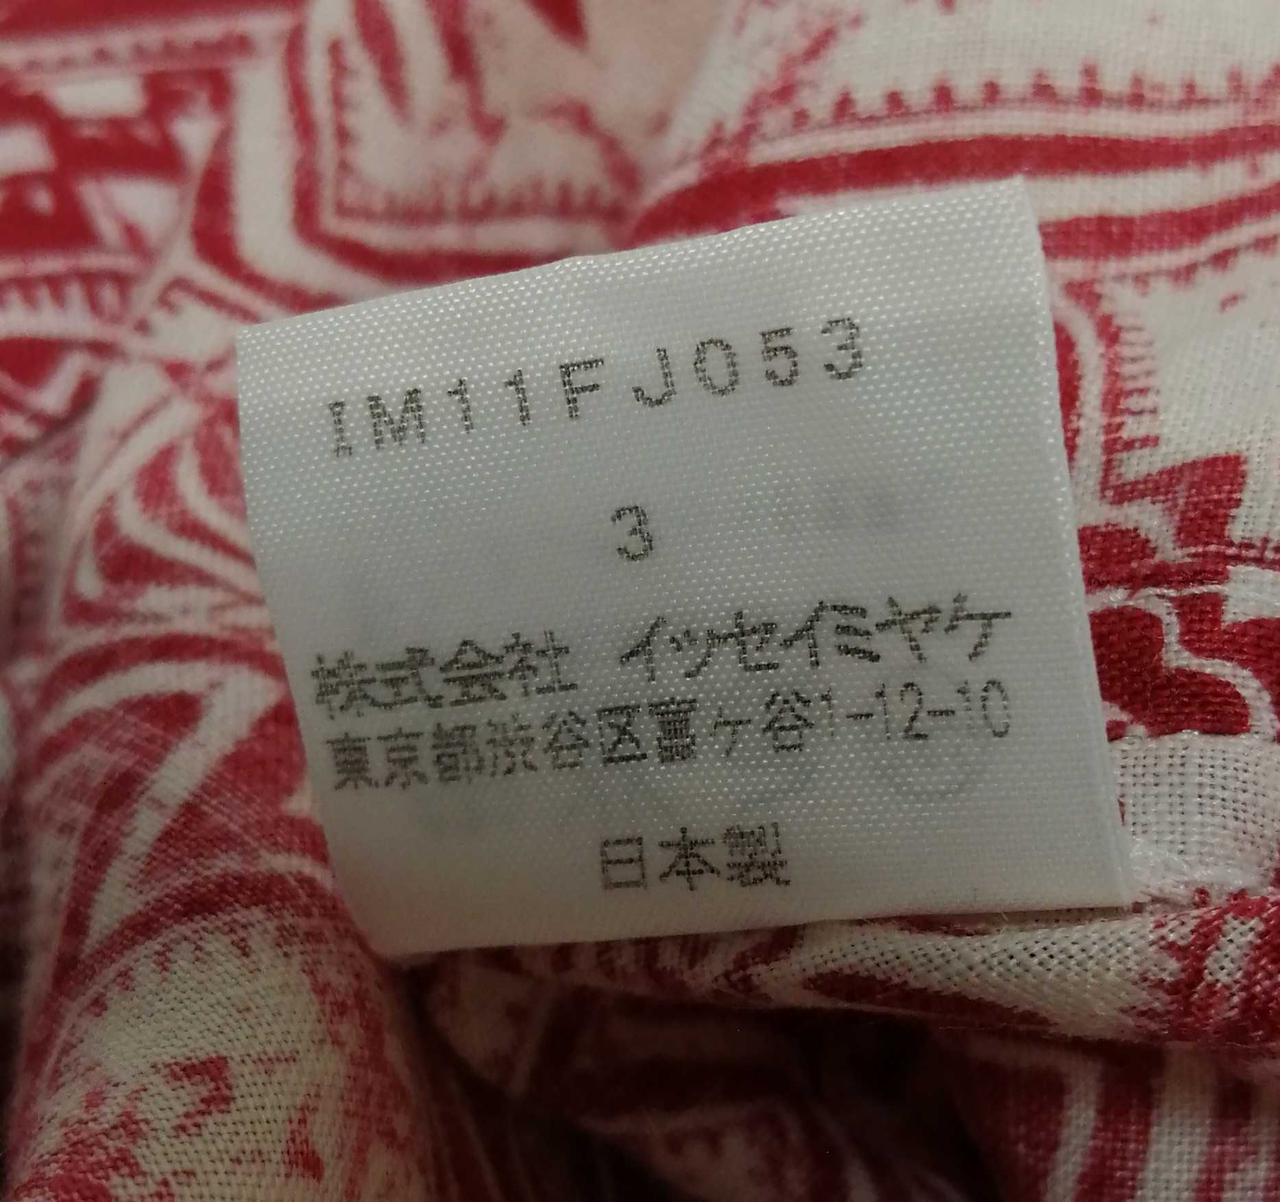 IM11FJ053
3
株式会社 イッセイミヤケ
東京都渋谷区富ケ谷1-12-10
日本製